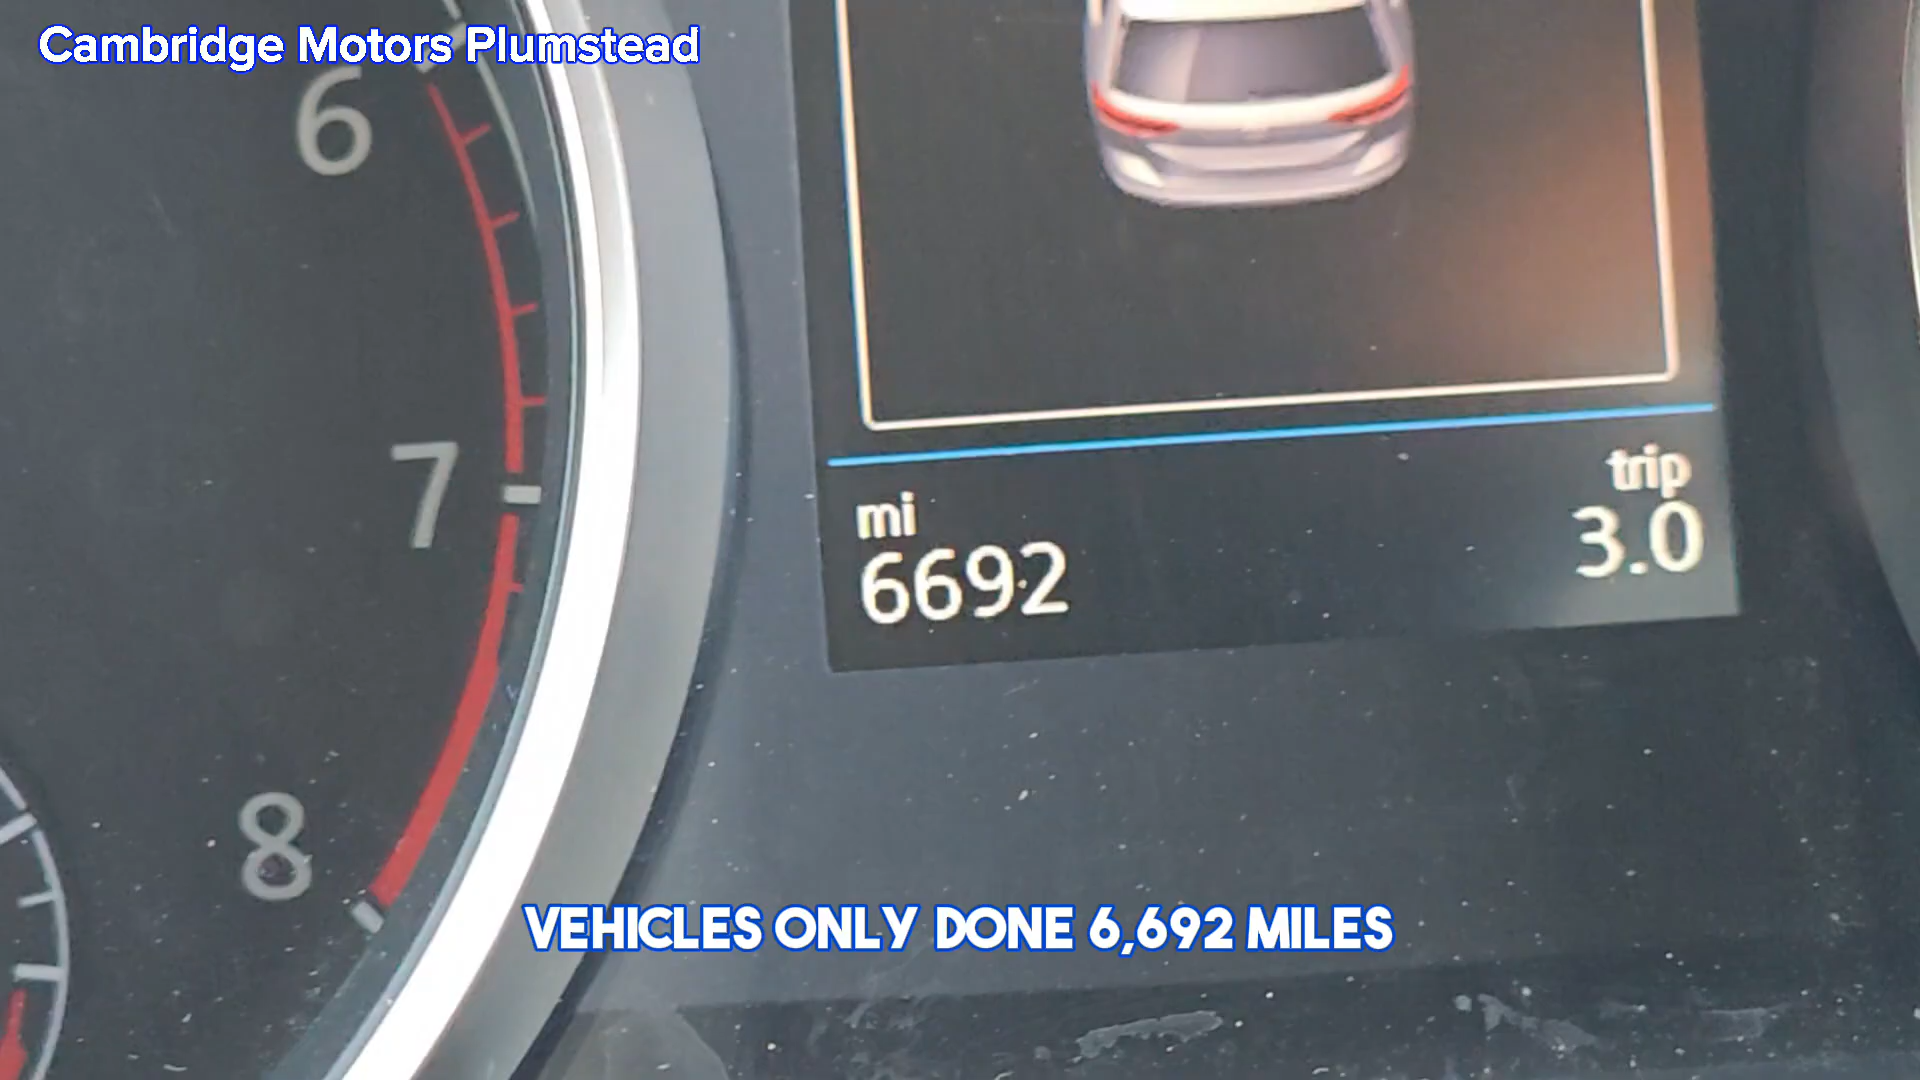 Cambridge Motors Plumstead
6
7
8
mi
6692
trip
3.0
VEHICLES ONLY DONE 6,692 MILES